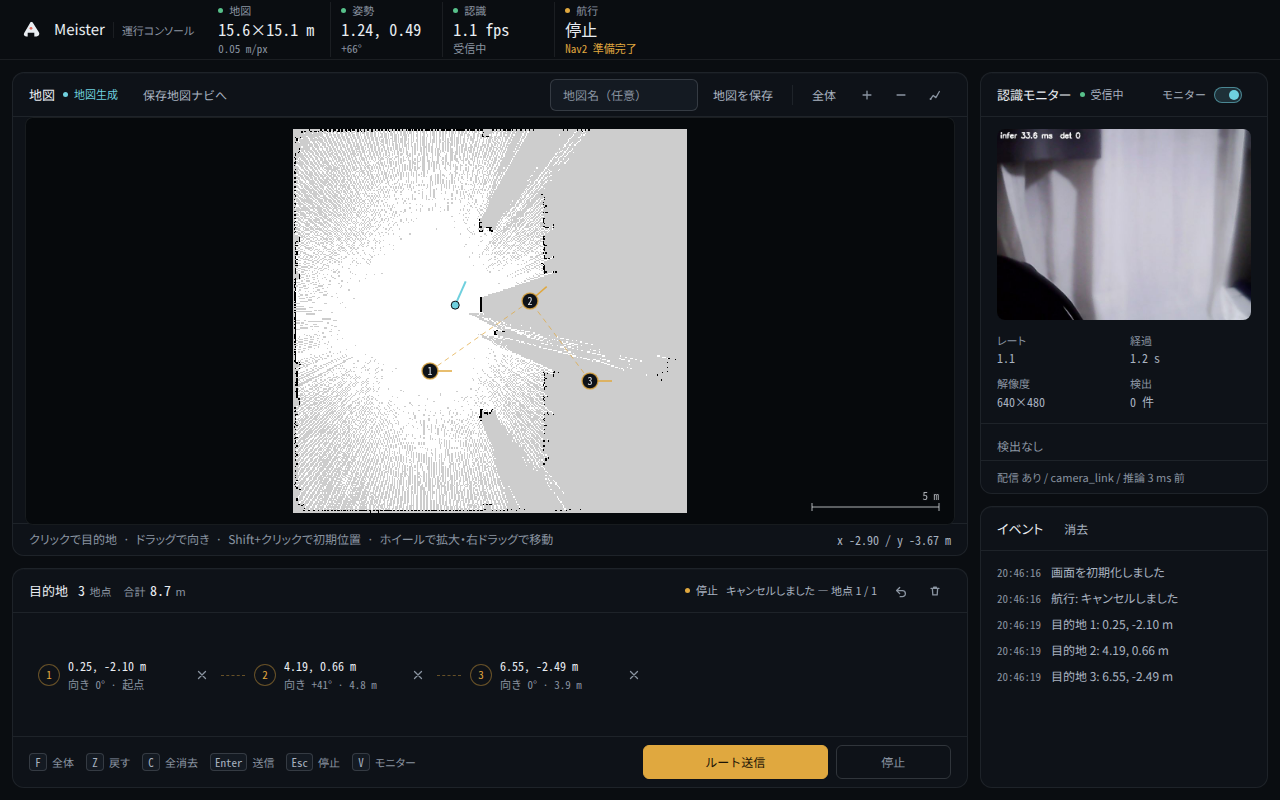 Meister 運行コンソール
地図
15.6×15.1 m
0.05 m/px
姿勢
1.24, 0.49
+66°
認識
1.1 fps
受信中
航行
停止
Nav2 準備完了
地図 地図生成 保存地図ナビへ 地図名（任意） 地図を保存 全体 + −
1
2
3
5 m
クリックで目的地 · ドラッグで向き · Shift+クリックで初期位置 · ホイールで拡大·右ドラッグで移動 x -2.90 / y -3.67 m
目的地 3 地点 合計 8.7 m 停止 キャンセルしました — 地点 1 / 1
1 0.25, -2.10 m
向き 0° · 起点
2 4.19, 0.66 m
向き +41° · 4.8 m
3 6.55, -2.49 m
向き 0° · 3.9 m
F 全体 Z 戻す C 全消去 Enter 送信 Esc 停止 V モニター
ルート送信 停止
認識モニター 受信中 モニター
infer 33.6 ms det 0
レート 経過
1.1 1.2 s
解像度 検出
640×480 0 件
検出なし
配信 あり / camera_link / 推論 3 ms 前
イベント 消去
20:46:16 画面を初期化しました
20:46:16 航行: キャンセルしました
20:46:19 目的地 1: 0.25, -2.10 m
20:46:19 目的地 2: 4.19, 0.66 m
20:46:19 目的地 3: 6.55, -2.49 m